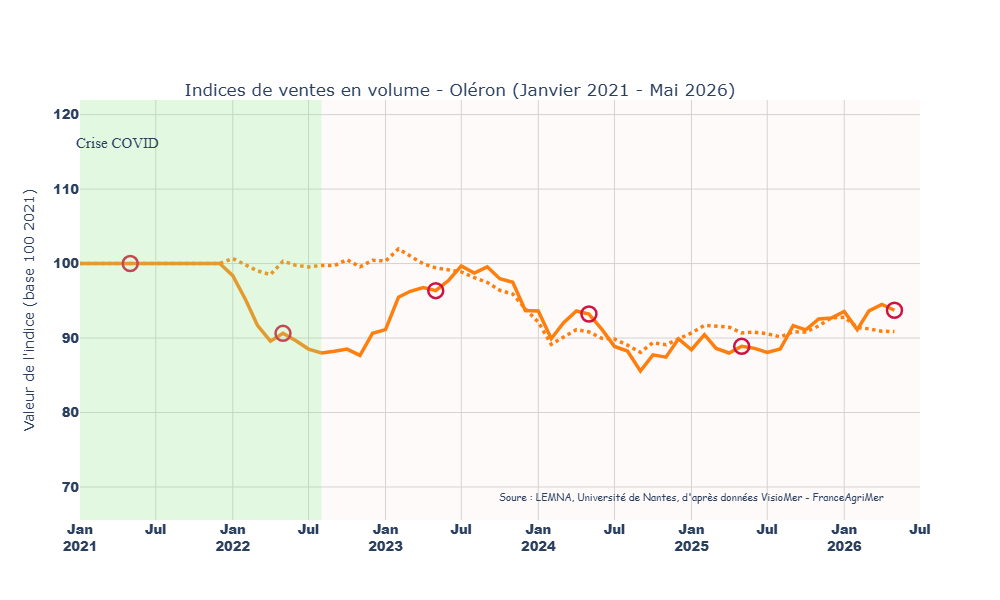 Indices de ventes en volume - Oléron (Janvier 2021 - Mai 2026)
Valeur de l'indice (base 100 2021)
120
Crise COVID
110
100
90
80
70
Soure : LEMNA, Université de Nantes, d'après données VisioMer - FranceAgriMer
Jan Jul Jan Jul Jan Jul Jan Jul Jan Jul Jan Jul
2021 2022 2023 2024 2025 2026